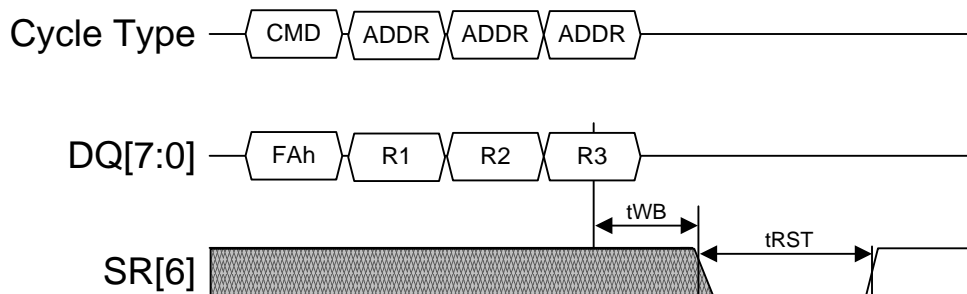 Cycle Type CMD ADDR ADDR ADDR
DQ[7:0] FAh R1 R2 R3
tWB
tRST
SR[6]